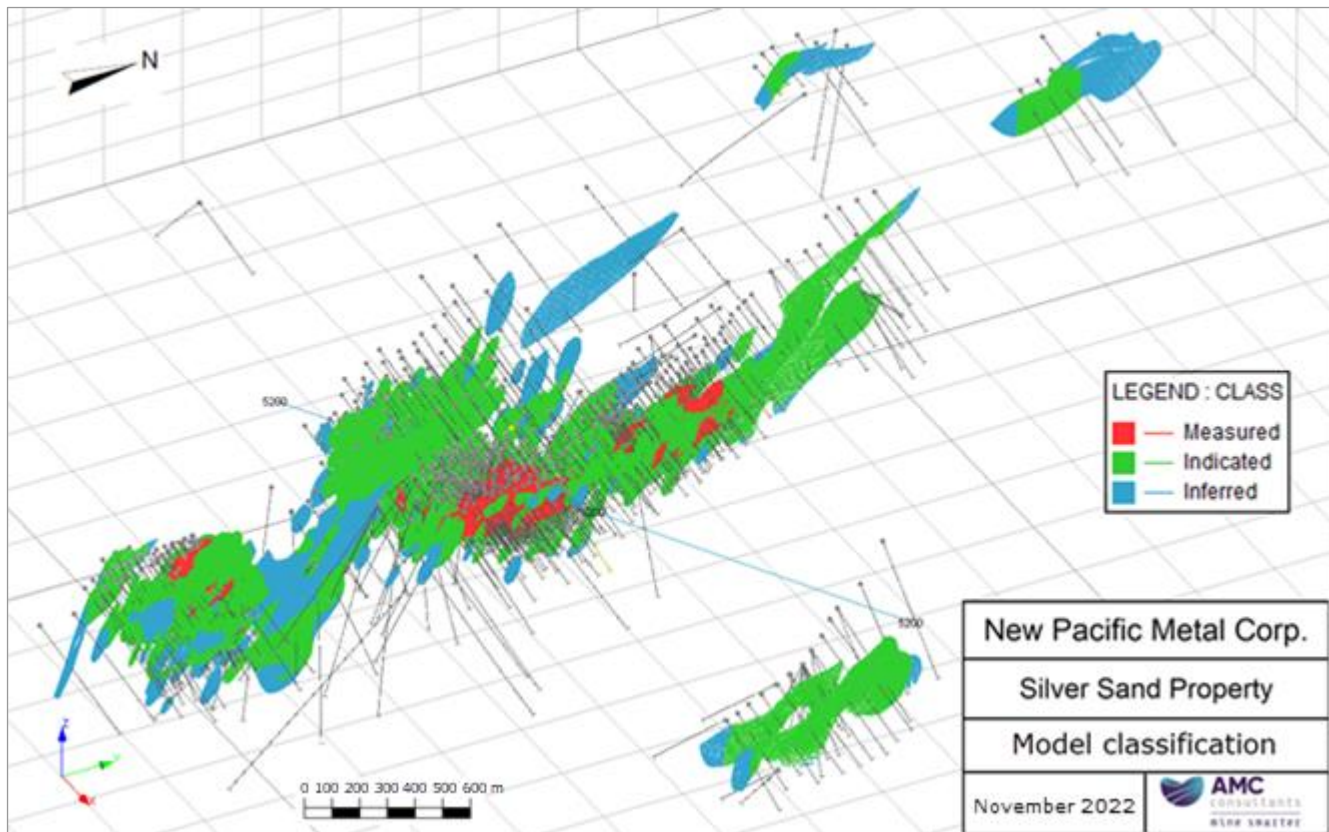 N
5200
LEGEND : CLASS
Measured
Indicated
Inferred
5200
New Pacific Metal Corp.
Silver Sand Property
Model classification
November 2022
AMC
consultants
mine smarter
Z
Y
X
0 100 200 300 400 500 600 m